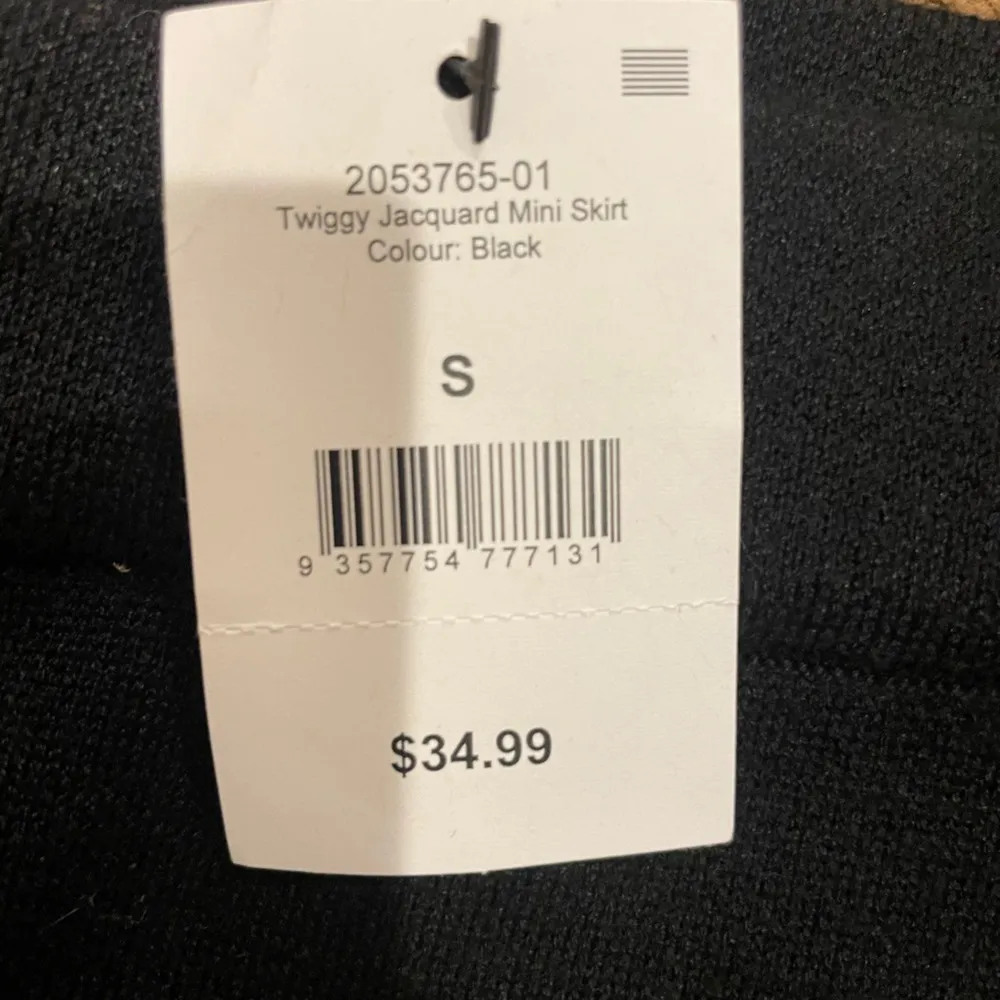 2053765-01
Twiggy Jacquard Mini Skirt
Colour: Black
S
9 357754 777131
$34.99